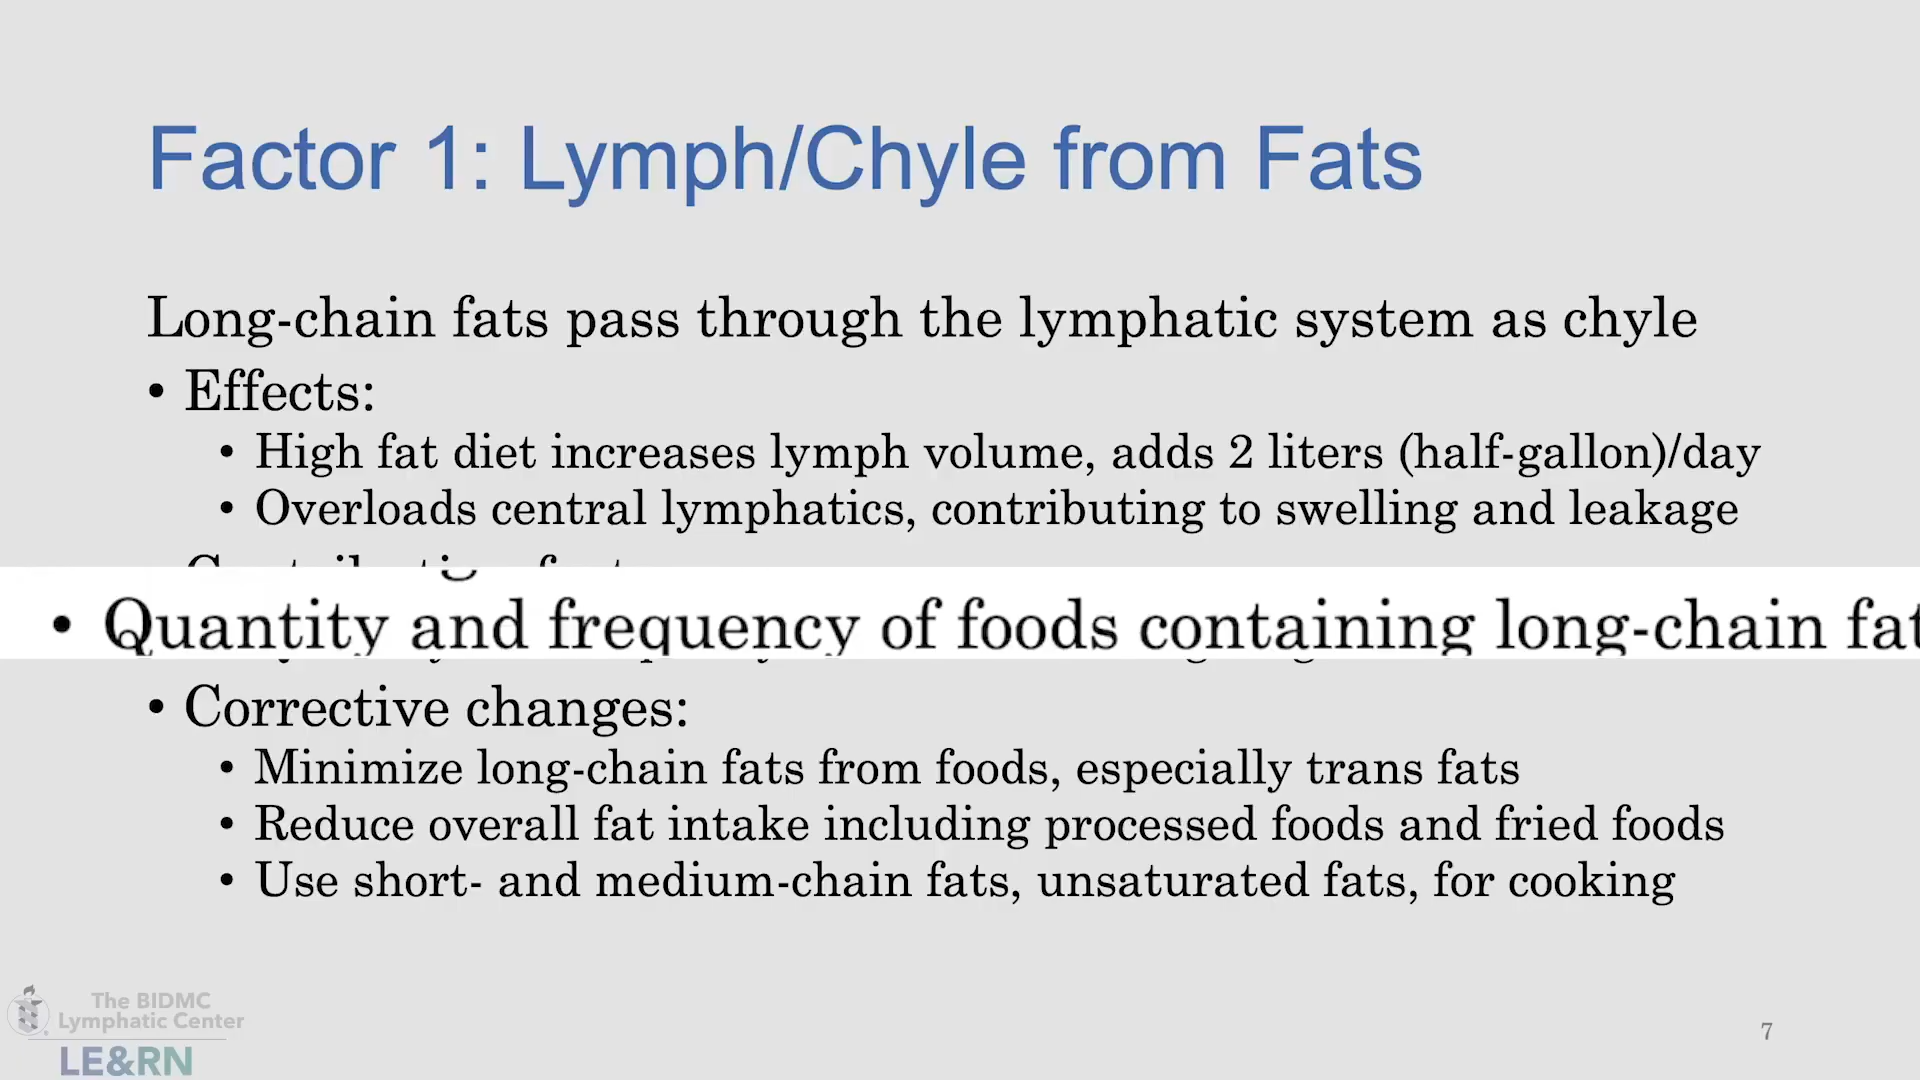 Factor 1: Lymph/Chyle from Fats
Long-chain fats pass through the lymphatic system as chyle
• Effects:
• High fat diet increases lymph volume, adds 2 liters (half-gallon)/day
• Overloads central lymphatics, contributing to swelling and leakage
• Quantity and frequency of foods containing long-chain fat
• Corrective changes:
• Minimize long-chain fats from foods, especially trans fats
• Reduce overall fat intake including processed foods and fried foods
• Use short- and medium-chain fats, unsaturated fats, for cooking
The BIDMC
Lymphatic Center
LE&RN
7